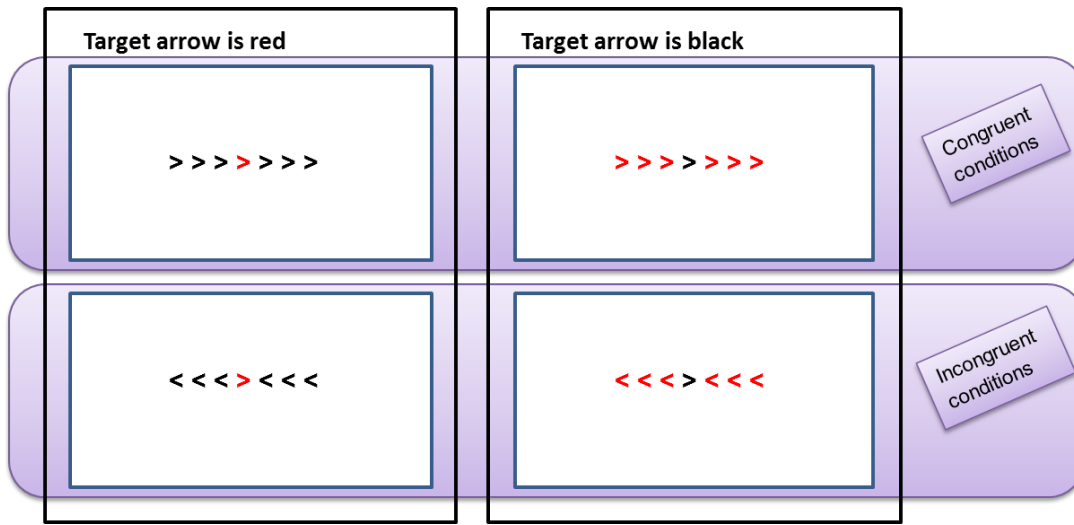 Target arrow is red
Target arrow is black
> > > > > > >
> > > > > > >
Congruent
conditions
< < < > < < <
< < < > < < <
Incongruent
conditions